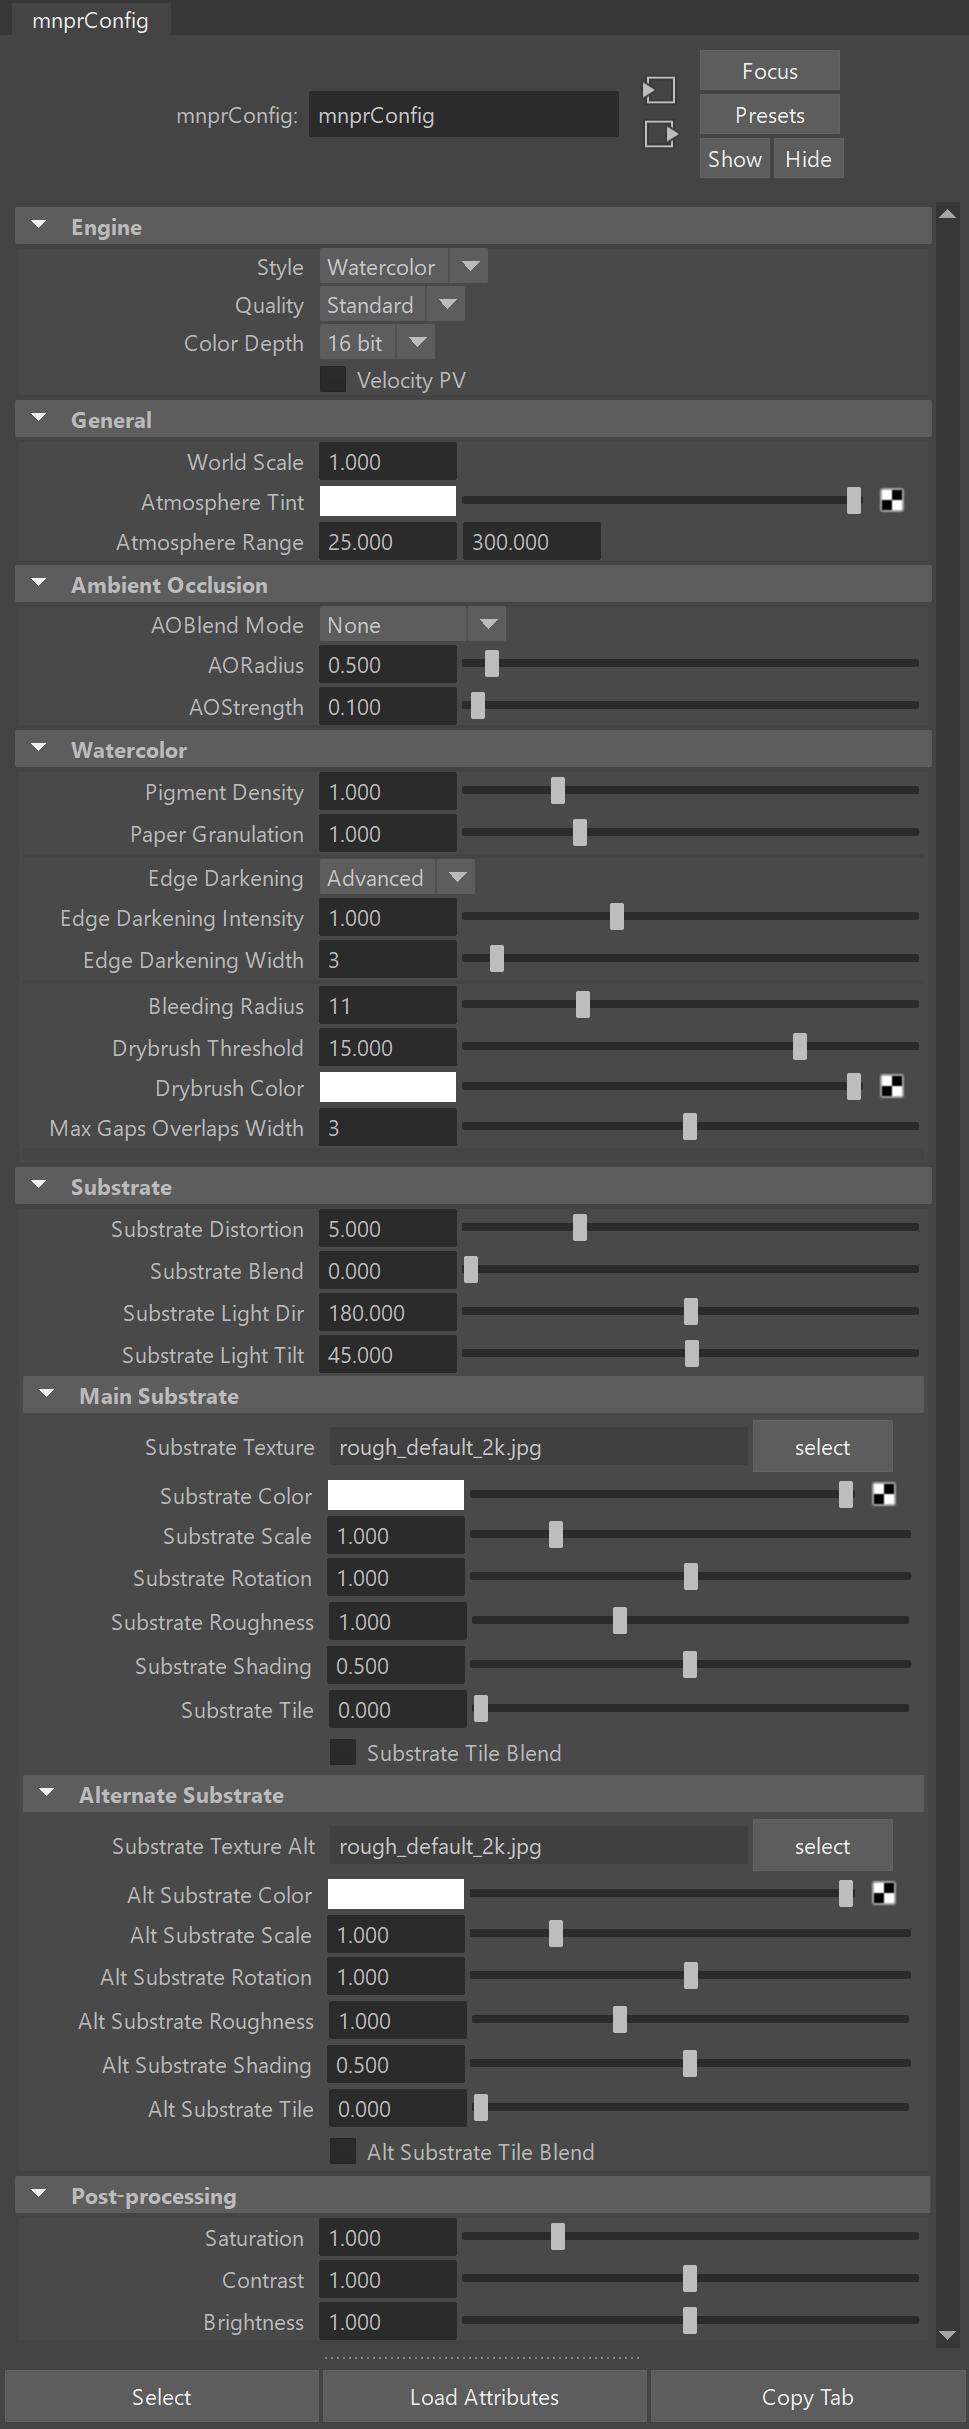 mnprConfig
mnprConfig: mnprConfig
Focus
Presets
Show Hide
Engine
Style Watercolor
Quality Standard
Color Depth 16 bit
Velocity PV
General
World Scale 1.000
Atmosphere Tint
Atmosphere Range 25.000 300.000
Ambient Occlusion
AOBlend Mode None
AORadius 0.500
AOStrength 0.100
Watercolor
Pigment Density 1.000
Paper Granulation 1.000
Edge Darkening Advanced
Edge Darkening Intensity 1.000
Edge Darkening Width 3
Bleeding Radius 11
Drybrush Threshold 15.000
Drybrush Color
Max Gaps Overlaps Width 3
Substrate
Substrate Distortion 5.000
Substrate Blend 0.000
Substrate Light Dir 180.000
Substrate Light Tilt 45.000
Main Substrate
Substrate Texture rough_default_2k.jpg select
Substrate Color
Substrate Scale 1.000
Substrate Rotation 1.000
Substrate Roughness 1.000
Substrate Shading 0.500
Substrate Tile 0.000
Substrate Tile Blend
Alternate Substrate
Substrate Texture Alt rough_default_2k.jpg select
Alt Substrate Color
Alt Substrate Scale 1.000
Alt Substrate Rotation 1.000
Alt Substrate Roughness 1.000
Alt Substrate Shading 0.500
Alt Substrate Tile 0.000
Alt Substrate Tile Blend
Post-processing
Saturation 1.000
Contrast 1.000
Brightness 1.000
Select Load Attributes Copy Tab